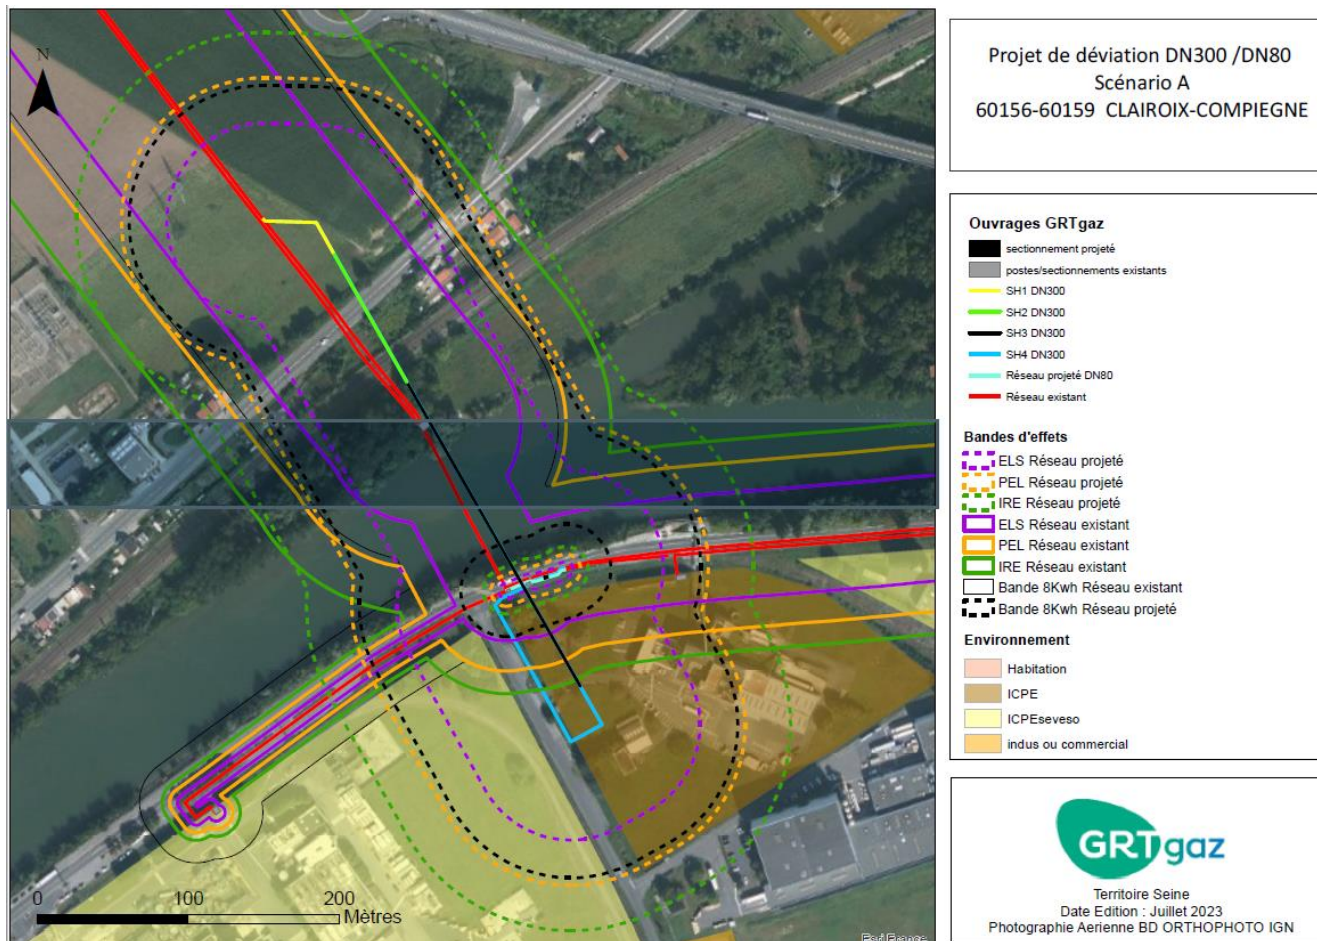 Projet de déviation DN300 /DN80
Scénario A
60156-60159 CLAIROIX-COMPIEGNE
N
Ouvrages GRTgaz
sectionnement projeté
postes/sectionnements existants
SH1 DN300
SH2 DN300
SH3 DN300
SH4 DN300
Réseau projeté DN80
Réseau existant
Bandes d'effets
ELS Réseau projeté
PEL Réseau projeté
IRE Réseau projeté
ELS Réseau existant
PEL Réseau existant
IRE Réseau existant
Bande 8Kwh Réseau existant
Bande 8Kwh Réseau projeté
Environnement
Habitation
ICPE
ICPEseveso
indus ou commercial
0 100 200
Mètres
Esri France
GRTgaz
Territoire Seine
Date Edition : Juillet 2023
Photographie Aerienne BD ORTHOPHOTO IGN